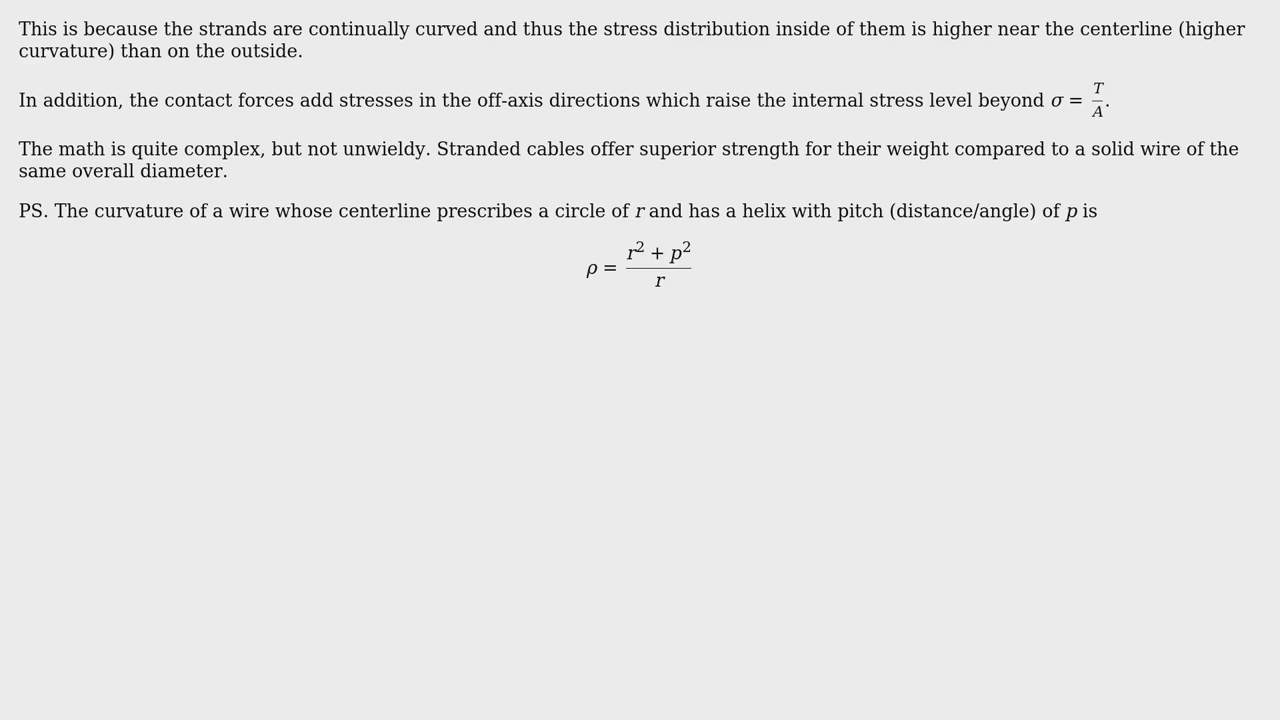 This is because the strands are continually curved and thus the stress distribution inside of them is higher near the centerline (higher
curvature) than on the outside.
In addition, the contact forces add stresses in the off-axis directions which raise the internal stress level beyond σ = T/A.
The math is quite complex, but not unwieldy. Stranded cables offer superior strength for their weight compared to a solid wire of the
same overall diameter.
PS. The curvature of a wire whose centerline prescribes a circle of r and has a helix with pitch (distance/angle) of p is
ρ = (r² + p²)/r